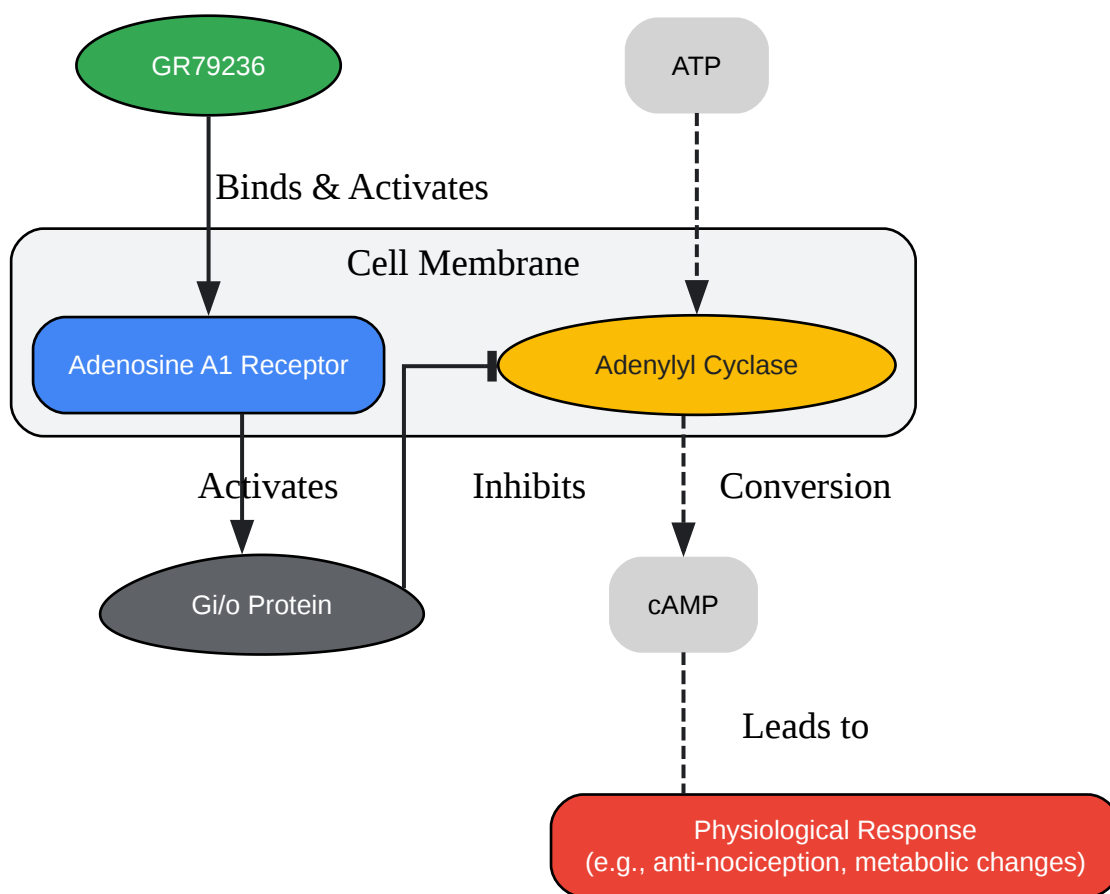 GR79236
ATP
Binds & Activates
Cell Membrane
Adenosine A1 Receptor
Adenylyl Cyclase
Activates
Inhibits
Conversion
Gi/o Protein
cAMP
Leads to
Physiological Response
(e.g., anti-nociception, metabolic changes)